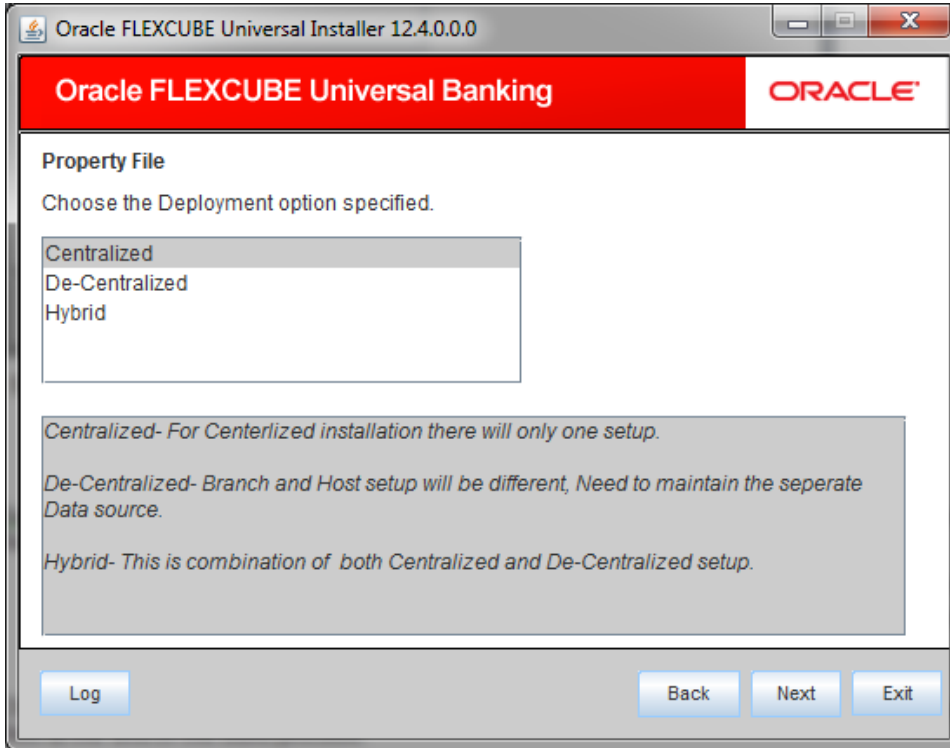 Oracle FLEXCUBE Universal Installer 12.4.0.0.0
Oracle FLEXCUBE Universal Banking
ORACLE
Property File
Choose the Deployment option specified.
Centralized
De-Centralized
Hybrid
Centralized- For Centerlized installation there will only one setup.
De-Centralized- Branch and Host setup will be different, Need to maintain the seperate
Data source.
Hybrid- This is combination of both Centralized and De-Centralized setup.
Log
Back
Next
Exit